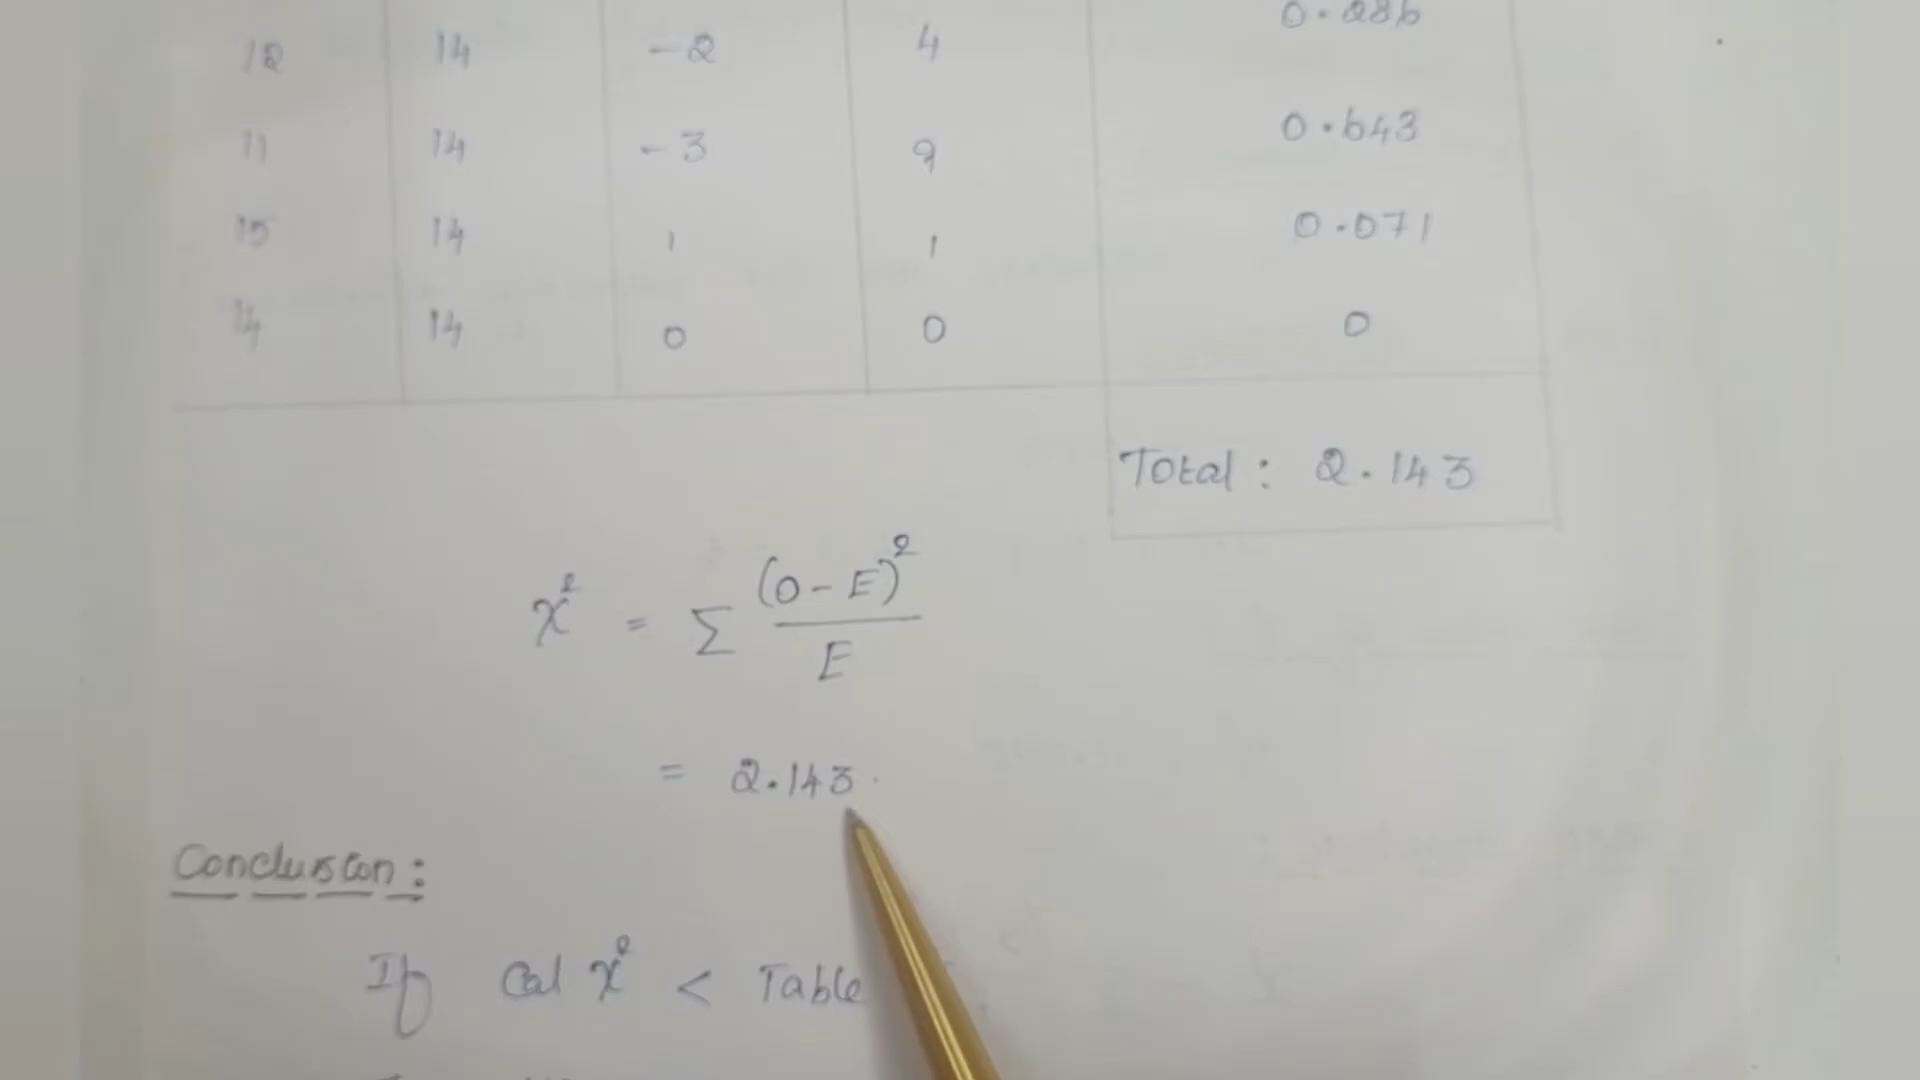 0.286
12 14 -2 4
11 14 -3 9 0.643
15 14 1 1 0.071
14 14 0 0 0
Total : 2.143
χ² = Σ (O - E)² / E
= 2.143
Conclusion :
If Cal χ² < Table